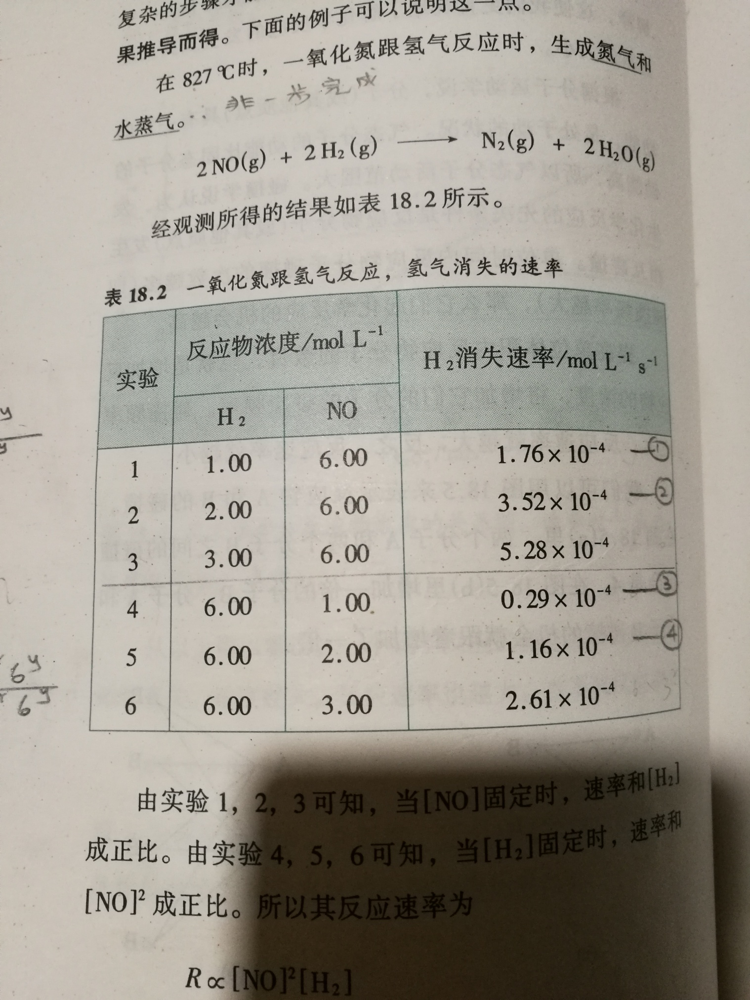 复杂的步骤
果推导而得。下面的例子可以说明这一点。
在 827 ℃时，一氧化氮跟氢气反应时，生成氮气和
非一步完成
水蒸气。∴
2 NO(g) + 2 H₂ (g) ⟶ N₂(g) + 2 H₂O(g)
经观测所得的结果如表 18.2 所示。
表 18.2 一氧化氮跟氢气反应，氢气消失的速率
实验 反应物浓度/mol L⁻¹ H₂消失速率/mol L⁻¹ s⁻¹
H₂ NO
1 1.00 6.00 1.76×10⁻⁴ —①
2 2.00 6.00 3.52×10⁻⁴ —②
3 3.00 6.00 5.28×10⁻⁴
4 6.00 1.00 0.29×10⁻⁴ —③
5 6.00 2.00 1.16×10⁻⁴ —④
6 6.00 3.00 2.61×10⁻⁴
y
y
6ʸ
6ʸ
由实验 1，2，3 可知，当[NO]固定时，速率和[H₂]
成正比。由实验 4，5，6 可知，当[H₂]固定时，速率和
[NO]² 成正比。所以其反应速率为
R∝[NO]²[H₂]